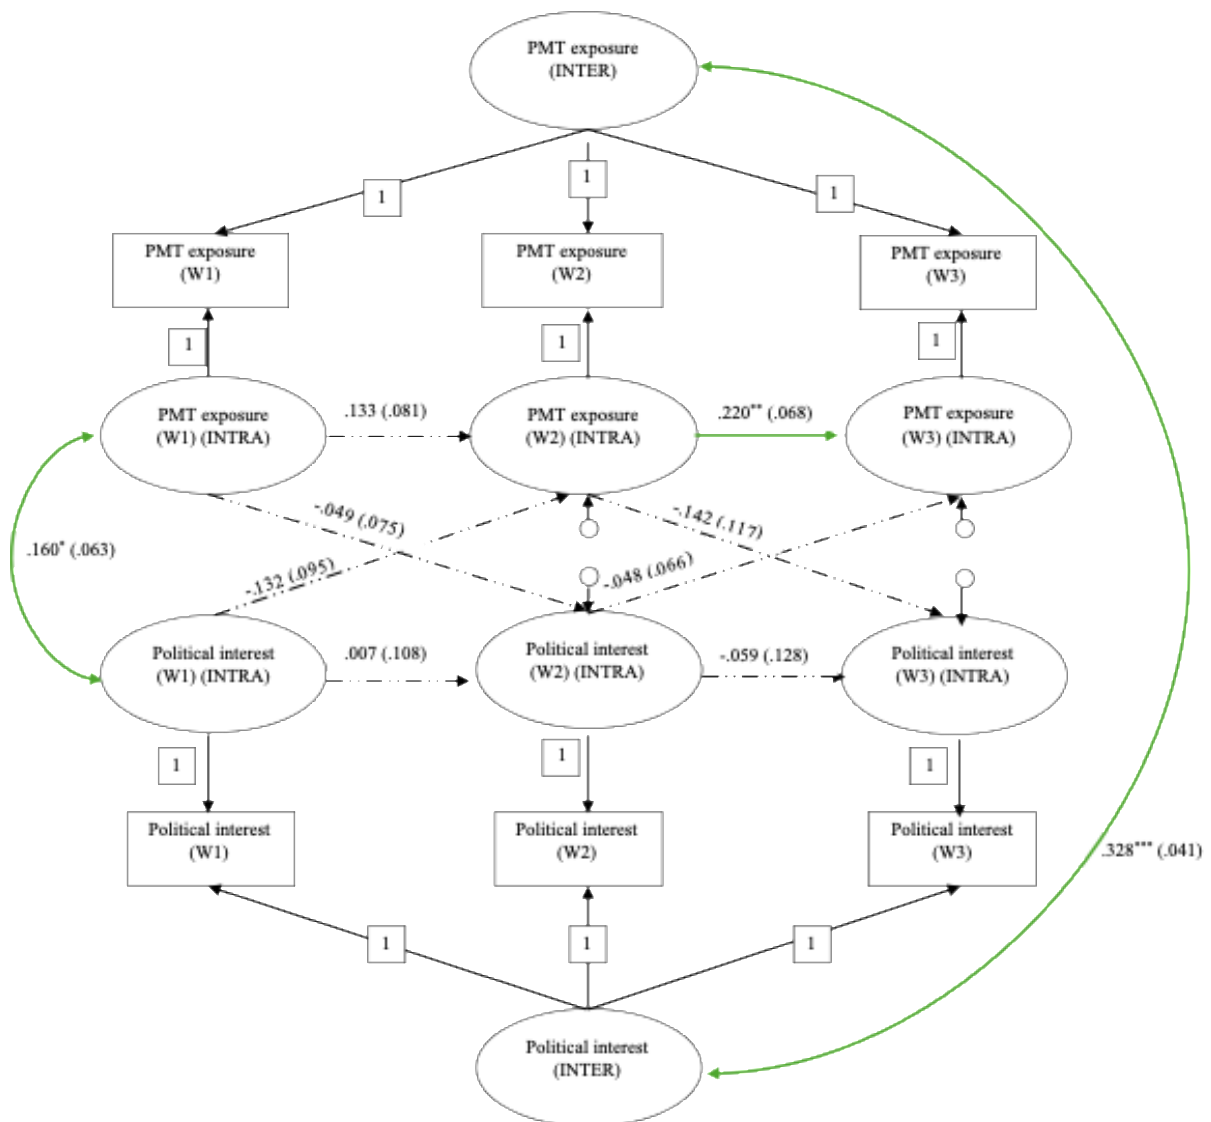 PMT exposure
(INTER)
1
1
1
PMT exposure
(W1)
PMT exposure
(W2)
PMT exposure
(W3)
1
1
1
PMT exposure
(W1) (INTRA)
.133 (.081)
PMT exposure
(W2) (INTRA)
.220** (.068)
PMT exposure
(W3) (INTRA)
-.049 (.075)
-.142 (.117)
.160* (.063)
-.132 (.095)
-.048 (.066)
Political interest
(W1) (INTRA)
.007 (.108)
Political interest
(W2) (INTRA)
-.059 (.128)
Political interest
(W3) (INTRA)
1
1
1
Political interest
(W1)
Political interest
(W2)
Political interest
(W3)
.328*** (.041)
1
1
1
Political interest
(INTER)